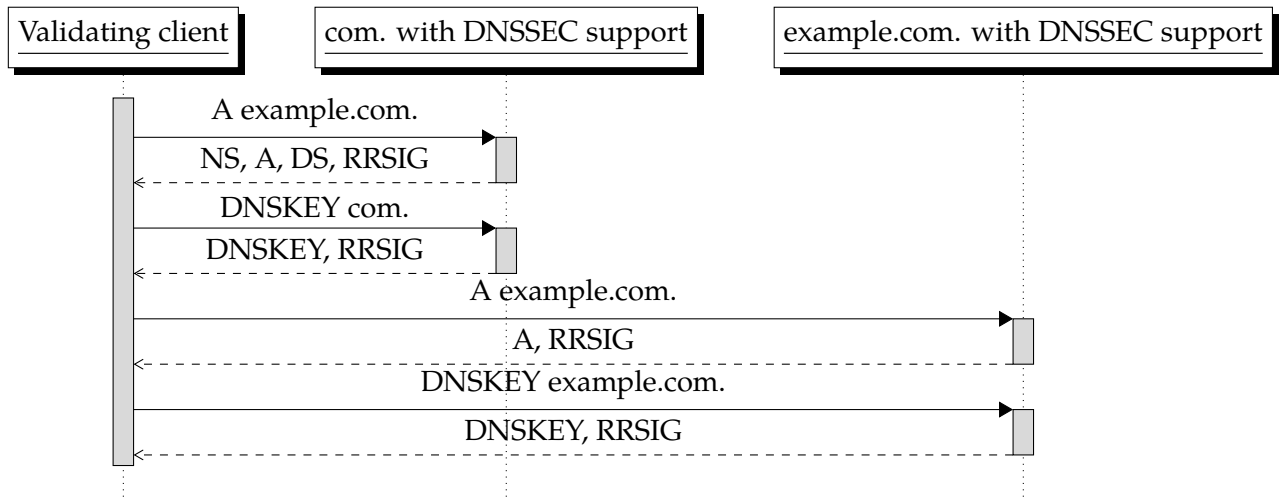 Validating client
com. with DNSSEC support
example.com. with DNSSEC support
A example.com.
NS, A, DS, RRSIG
DNSKEY com.
DNSKEY, RRSIG
A example.com.
A, RRSIG
DNSKEY example.com.
DNSKEY, RRSIG